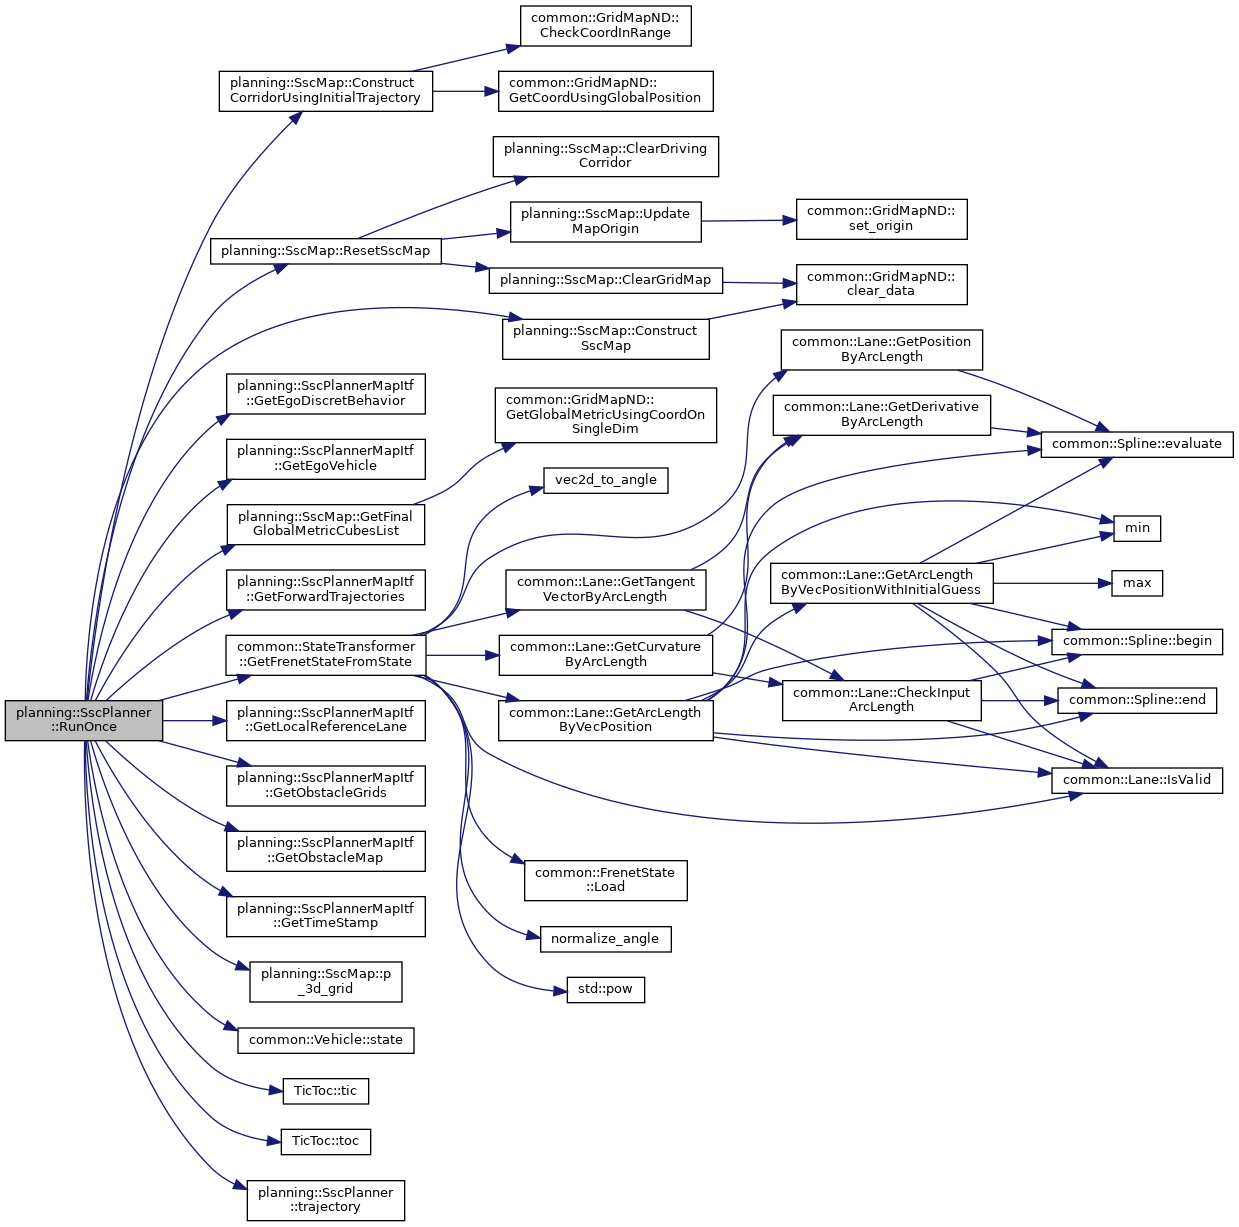 common::GridMapND::
CheckCoordInRange
planning::SscMap::Construct
CorridorUsingInitialTrajectory
common::GridMapND::
GetCoordUsingGlobalPosition
planning::SscMap::ClearDriving
Corridor
planning::SscMap::Update
MapOrigin
common::GridMapND::
set_origin
planning::SscMap::ResetSscMap
planning::SscMap::ClearGridMap
common::GridMapND::
clear_data
planning::SscMap::Construct
SscMap
common::Lane::GetPosition
ByArcLength
planning::SscPlannerMapItf
::GetEgoDiscretBehavior
common::GridMapND::
GetGlobalMetricUsingCoordOn
SingleDim
common::Lane::GetDerivative
ByArcLength
common::Spline::evaluate
planning::SscPlannerMapItf
::GetEgoVehicle
vec2d_to_angle
planning::SscMap::GetFinal
GlobalMetricCubesList
min
planning::SscPlannerMapItf
::GetForwardTrajectories
common::Lane::GetTangent
VectorByArcLength
common::Lane::GetArcLength
ByVecPositionWithInitialGuess
max
common::StateTransformer
::GetFrenetStateFromState
common::Lane::GetCurvature
ByArcLength
common::Spline::begin
planning::SscPlanner
::RunOnce
planning::SscPlannerMapItf
::GetLocalReferenceLane
common::Lane::GetArcLength
ByVecPosition
common::Lane::CheckInput
ArcLength
common::Spline::end
planning::SscPlannerMapItf
::GetObstacleGrids
common::Lane::IsValid
planning::SscPlannerMapItf
::GetObstacleMap
common::FrenetState
::Load
planning::SscPlannerMapItf
::GetTimeStamp
normalize_angle
planning::SscMap::p
_3d_grid
std::pow
common::Vehicle::state
TicToc::tic
TicToc::toc
planning::SscPlanner
::trajectory